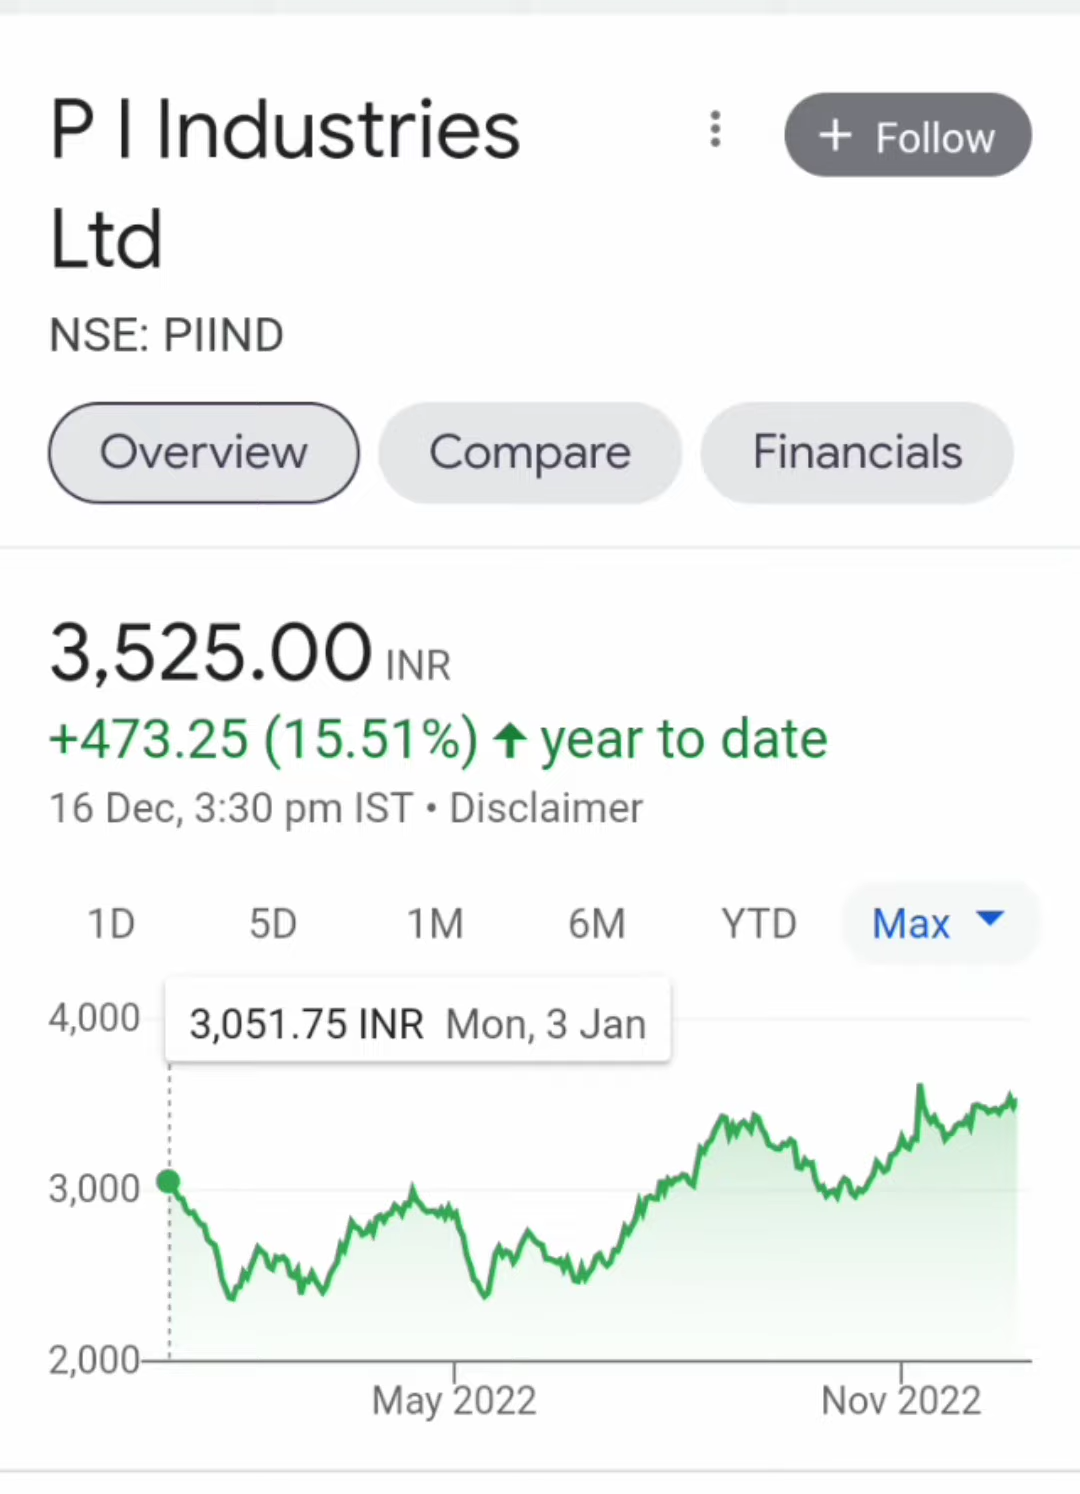 P I Industries
Ltd
+ Follow
NSE: PIIND
Overview Compare Financials
3,525.00 INR
+473.25 (15.51%) ↑ year to date
16 Dec, 3:30 pm IST • Disclaimer
1D 5D 1M 6M YTD Max
3,051.75 INR Mon, 3 Jan
4,000
3,000
2,000
May 2022 Nov 2022